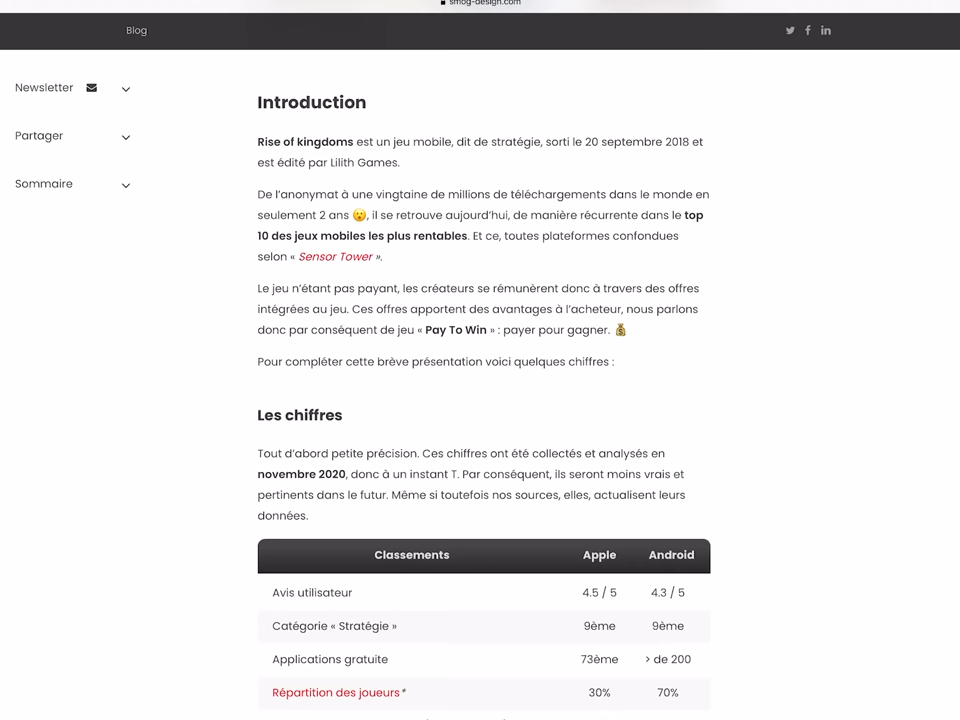 smog-design.com
Blog
Newsletter
Partager
Sommaire
Introduction
Rise of kingdoms est un jeu mobile, dit de stratégie, sorti le 20 septembre 2018 et
est édité par Lilith Games.
De l’anonymat à une vingtaine de millions de téléchargements dans le monde en
seulement 2 ans 😮, il se retrouve aujourd’hui, de manière récurrente dans le top
10 des jeux mobiles les plus rentables. Et ce, toutes plateformes confondues
selon « Sensor Tower ».
Le jeu n’étant pas payant, les créateurs se rémunèrent donc à travers des offres
intégrées au jeu. Ces offres apportent des avantages à l’acheteur, nous parlons
donc par conséquent de jeu « Pay To Win » : payer pour gagner. 💰
Pour compléter cette brève présentation voici quelques chiffres :
Les chiffres
Tout d’abord petite précision. Ces chiffres ont été collectés et analysés en
novembre 2020, donc à un instant T. Par conséquent, ils seront moins vrais et
pertinents dans le futur. Même si toutefois nos sources, elles, actualisent leurs
données.
Classements Apple Android
Avis utilisateur 4.5 / 5 4.3 / 5
Catégorie « Stratégie » 9ème 9ème
Applications gratuite 73ème > de 200
Répartition des joueurs* 30% 70%